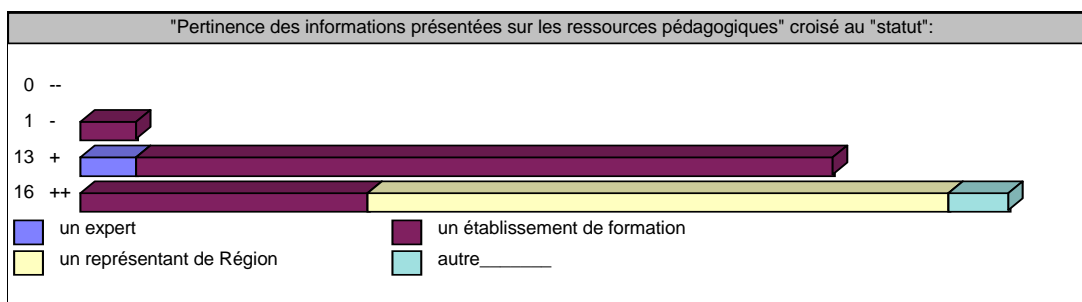 "Pertinence des informations présentées sur les ressources pédagogiques" croisé au "statut":
0 --
1 -
13 +
16 ++
un expert
un établissement de formation
un représentant de Région
autre_______